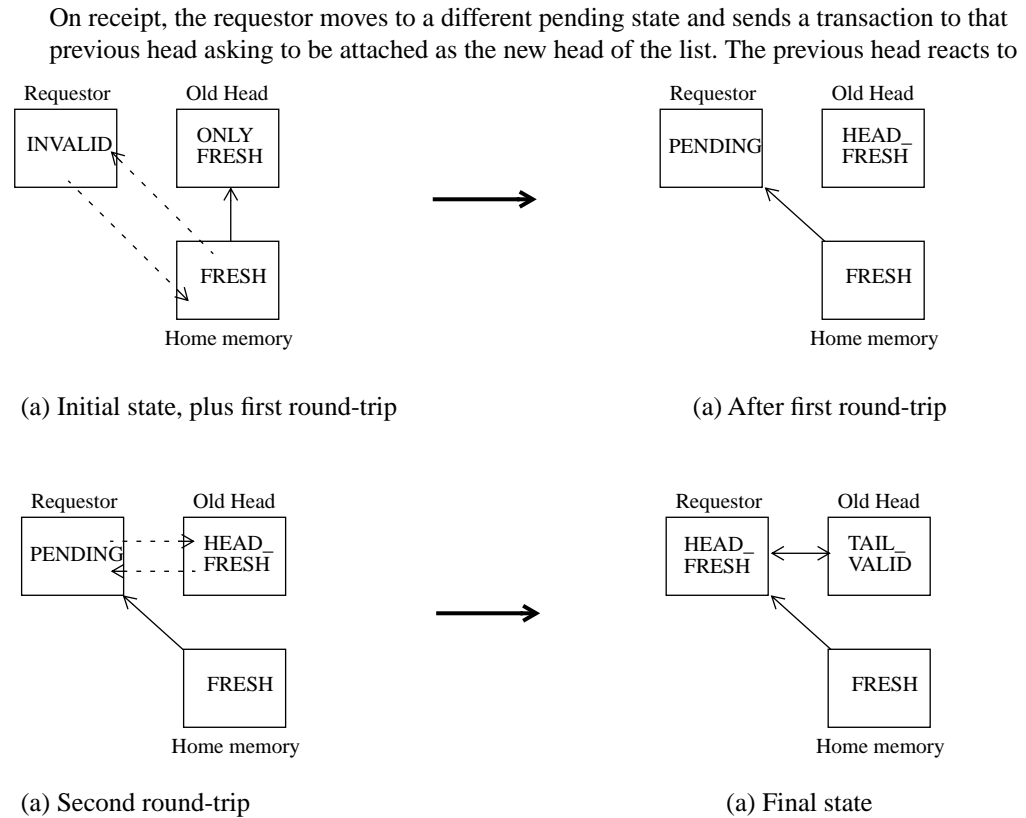 On receipt, the requestor moves to a different pending state and sends a transaction to that
previous head asking to be attached as the new head of the list. The previous head reacts to
Requestor Old Head
INVALID
ONLY
FRESH
FRESH
Home memory
(a) Initial state, plus first round-trip
Requestor Old Head
PENDING
HEAD_
FRESH
FRESH
Home memory
(a) After first round-trip
Requestor Old Head
PENDING
HEAD_
FRESH
FRESH
Home memory
(a) Second round-trip
Requestor Old Head
HEAD_
FRESH
TAIL_
VALID
FRESH
Home memory
(a) Final state